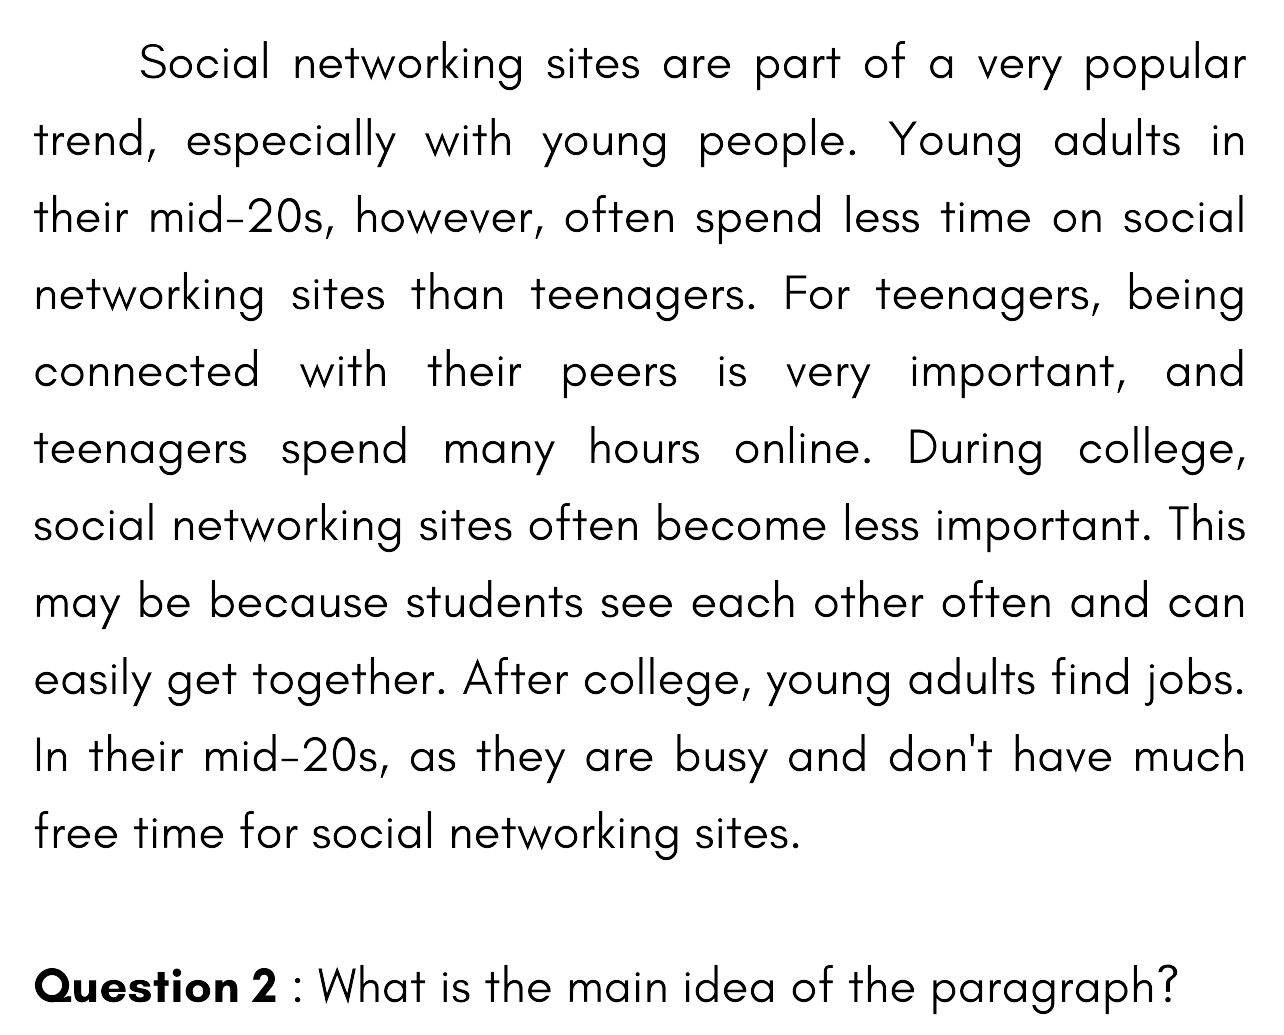 Social networking sites are part of a very popular
trend, especially with young people. Young adults in
their mid-20s, however, often spend less time on social
networking sites than teenagers. For teenagers, being
connected with their peers is very important, and
teenagers spend many hours online. During college,
social networking sites often become less important. This
may be because students see each other often and can
easily get together. After college, young adults find jobs.
In their mid-20s, as they are busy and don't have much
free time for social networking sites.
Question 2 : What is the main idea of the paragraph?